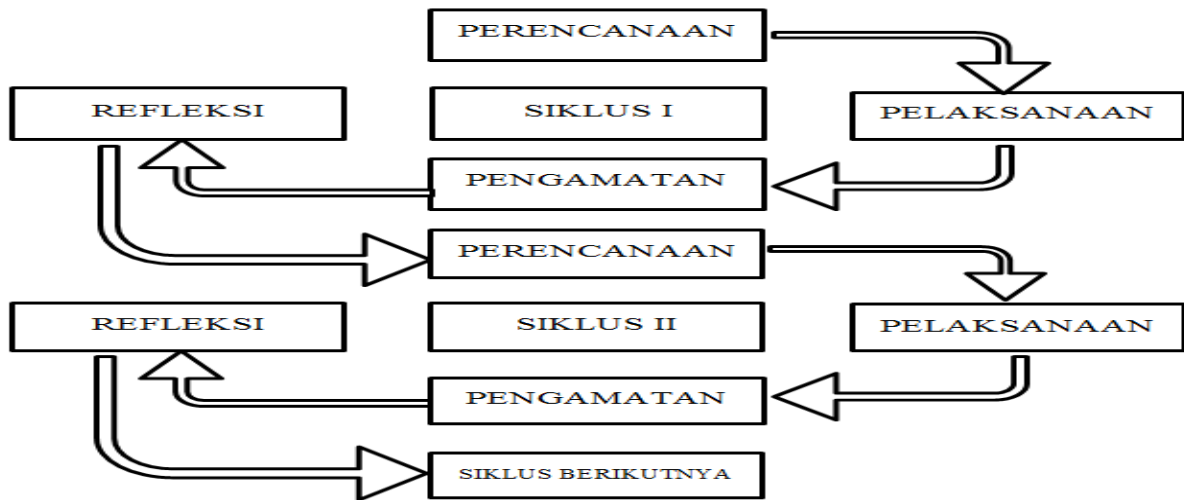 PERENCANAAN
REFLEKSI
SIKLUS I
PELAKSANAAN
PENGAMATAN
PERENCANAAN
REFLEKSI
SIKLUS II
PELAKSANAAN
PENGAMATAN
SIKLUS BERIKUTNYA